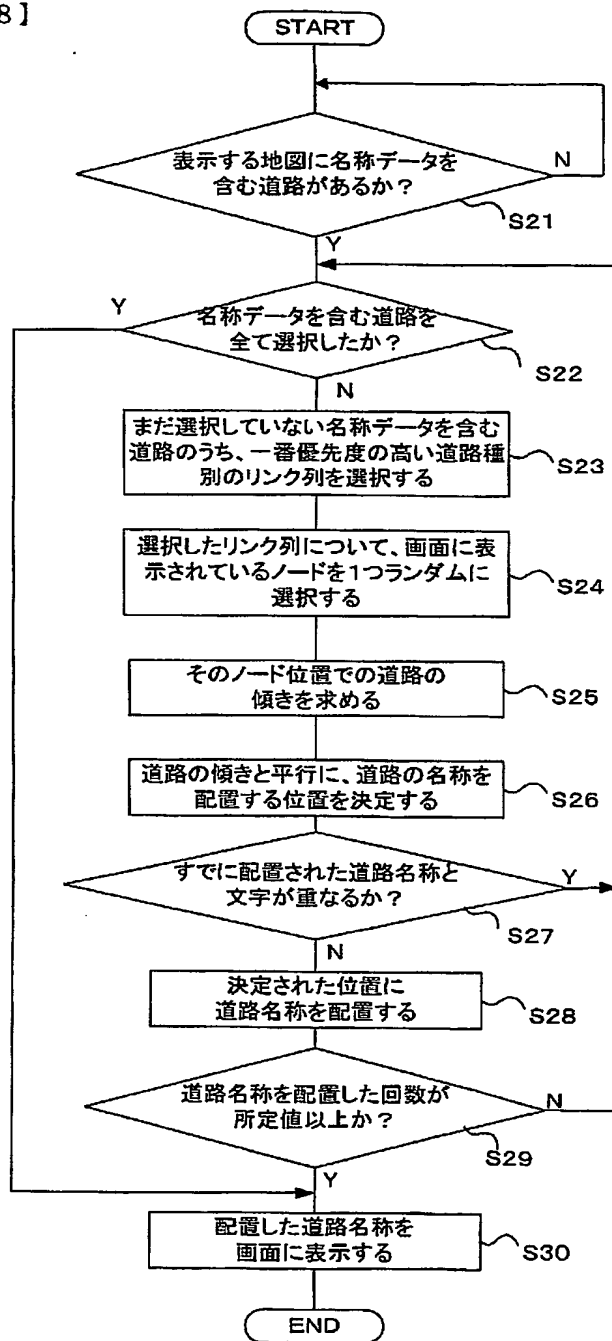 8】
START
表示する地図に名称データを
含む道路があるか？
N
S21
Y
Y
名称データを含む道路を
全て選択したか？
S22
N
まだ選択していない名称データを含む
道路のうち、一番優先度の高い道路種
別のリンク列を選択する
S23
選択したリンク列について、画面に表
示されているノードを1つランダムに
選択する
S24
そのノード位置での道路の
傾きを求める
S25
道路の傾きと平行に、道路の名称を
配置する位置を決定する
S26
すでに配置された道路名称と
文字が重なるか？
Y
S27
N
決定された位置に
道路名称を配置する
S28
道路名称を配置した回数が
所定値以上か？
N
S29
Y
配置した道路名称を
画面に表示する
S30
END